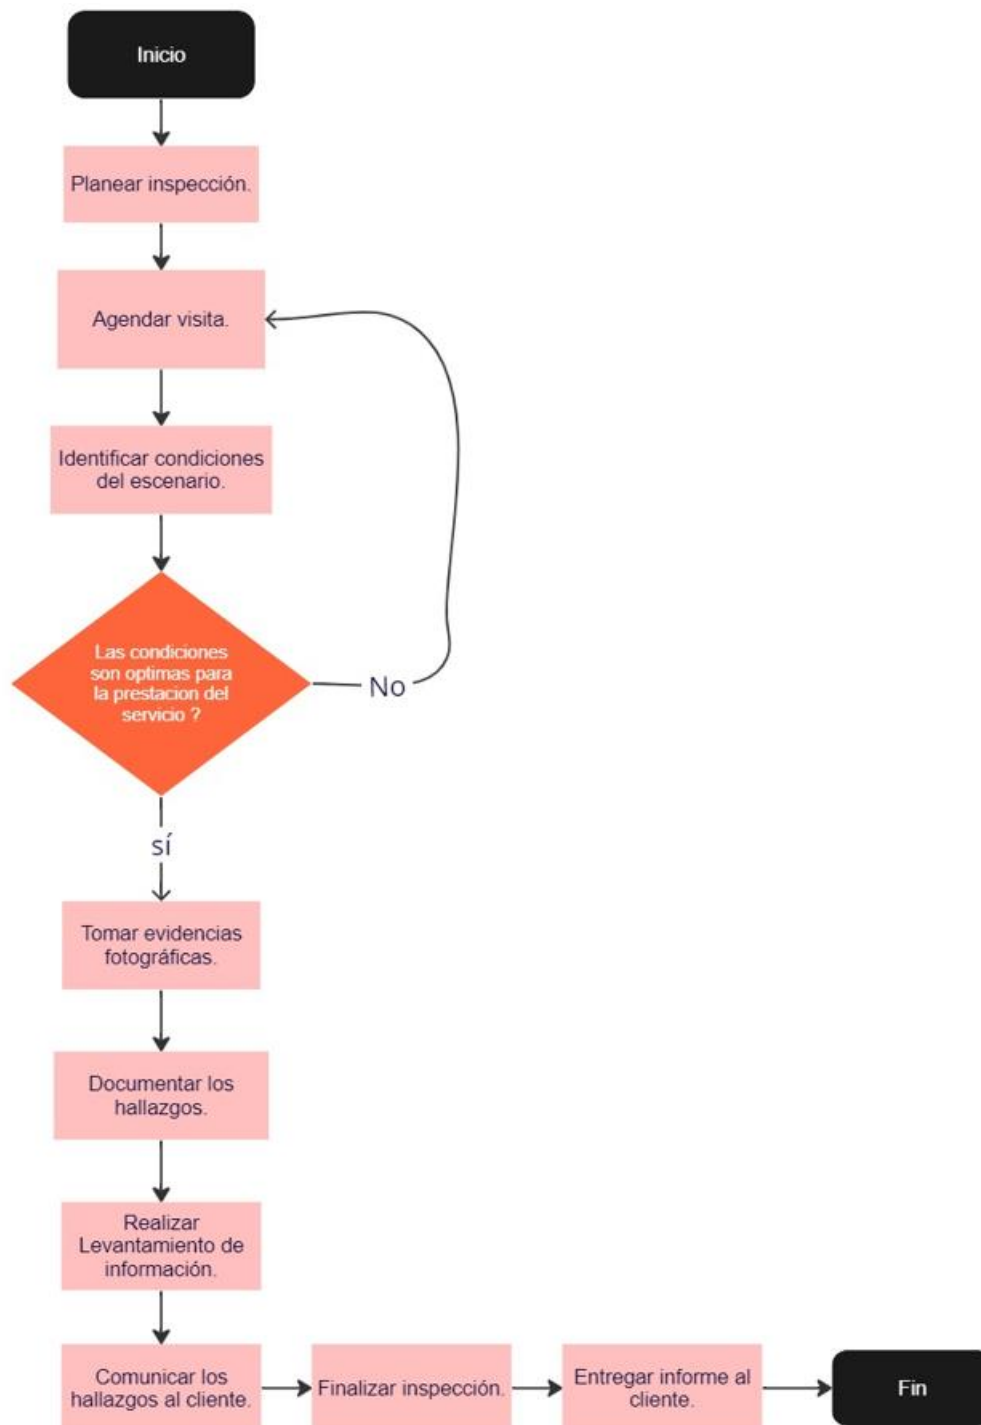 Inicio
Planear inspección.
Agendar visita.
Identificar condiciones
del escenario.
Las condiciones
son optimas para
la prestacion del
servicio ?
No
sí
Tomar evidencias
fotográficas.
Documentar los
hallazgos.
Realizar
Levantamiento de
información.
Comunicar los
hallazgos al cliente.
Finalizar inspección.
Entregar informe al
cliente.
Fin